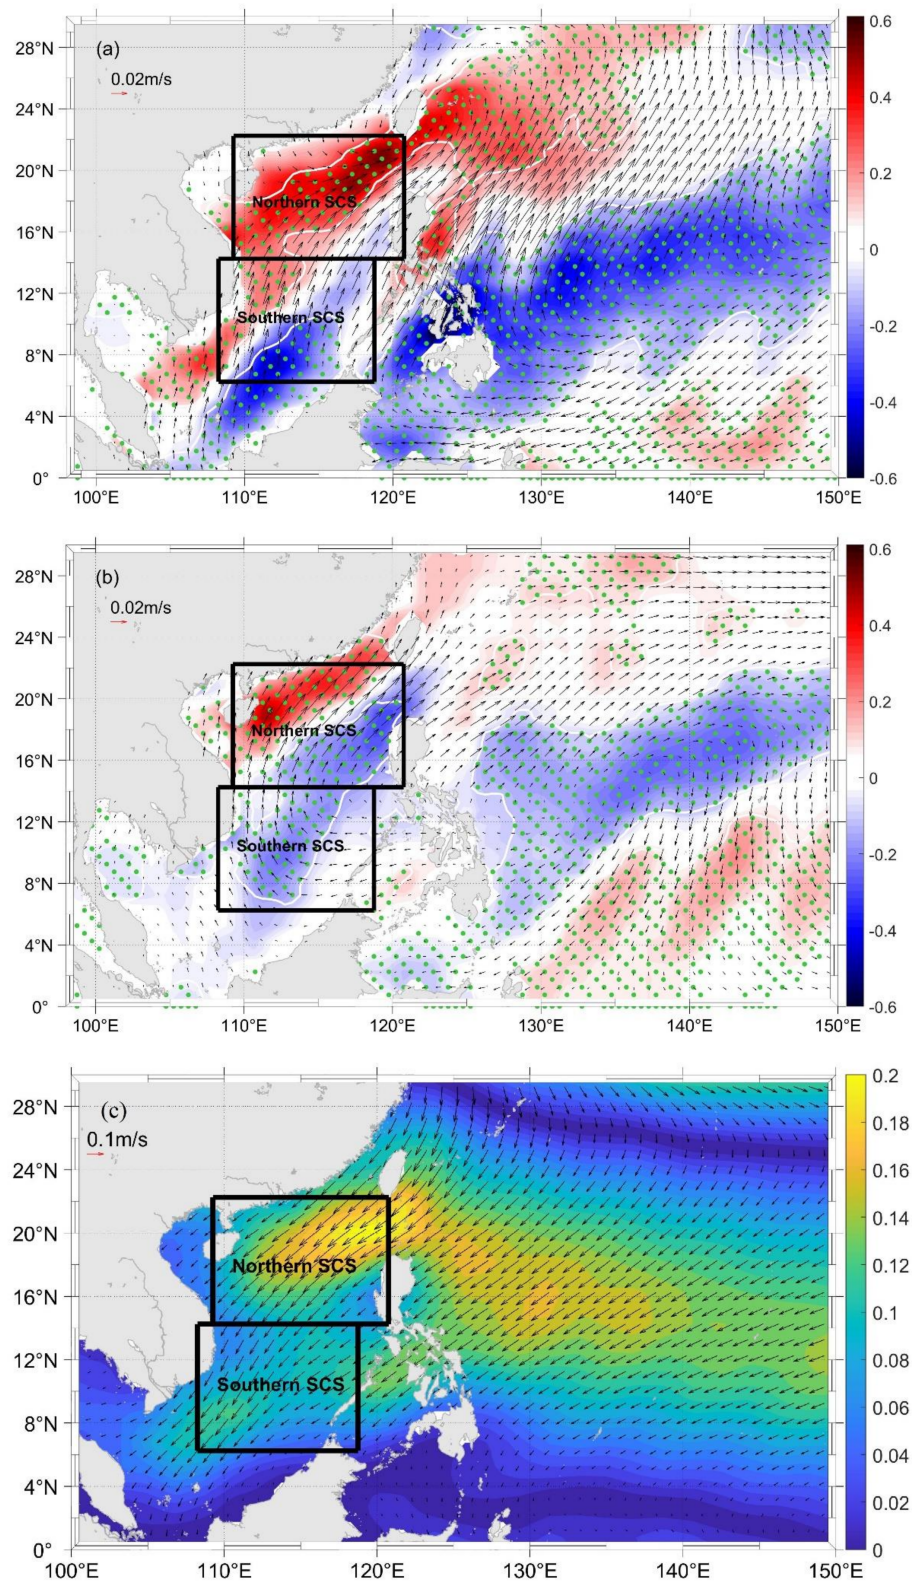 (a)
0.02m/s
28°N
24°N
20°N
16°N
12°N
8°N
4°N
0°
Northern SCS
Southern SCS
100°E 110°E 120°E 130°E 140°E 150°E
0.6
0.4
0.2
0
-0.2
-0.4
-0.6
(b)
0.02m/s
28°N
24°N
20°N
16°N
12°N
8°N
4°N
0°
Northern SCS
Southern SCS
100°E 110°E 120°E 130°E 140°E 150°E
0.6
0.4
0.2
0
-0.2
-0.4
-0.6
(c)
0.1m/s
28°N
24°N
20°N
16°N
12°N
8°N
4°N
0°
Northern SCS
Southern SCS
100°E 110°E 120°E 130°E 140°E 150°E
0.2
0.18
0.16
0.14
0.12
0.1
0.08
0.06
0.04
0.02
0